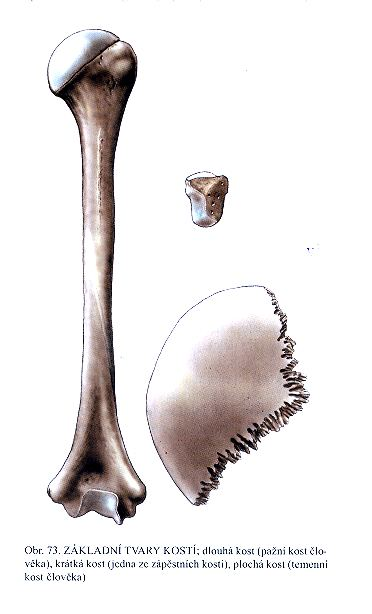 Obr. 73. ZÁKLADNÍ TVARY KOSTÍ; dlouhá kost (pažní kost člo-
věka), krátká kost (jedna ze zápěstních kostí), plochá kost (temenní
kost člověka)